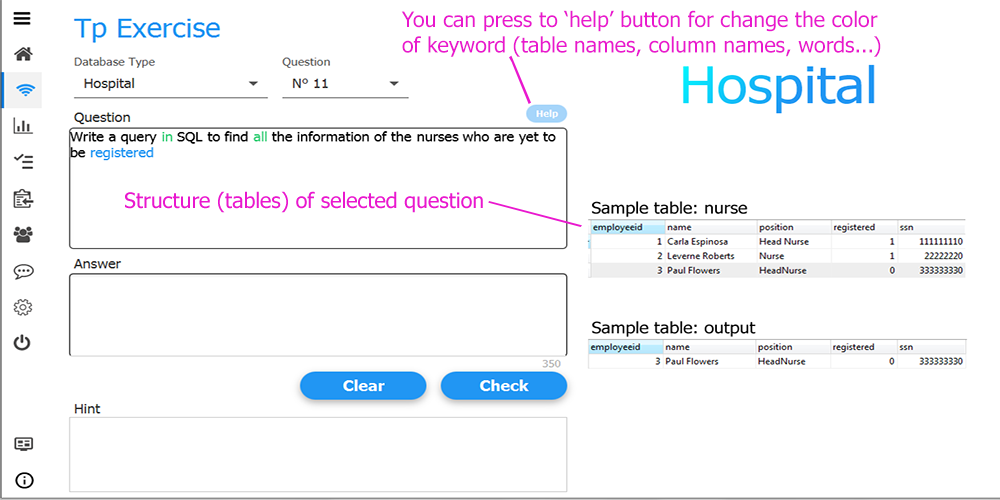 Tp Exercise
You can press to ‘help’ button for change the color
of keyword (table names, column names, words...)
Database Type
Question
Hospital
Nº 11
Hospital
Question
Help
Write a query in SQL to find all the information of the nurses who are yet to
be registered
Structure (tables) of selected question
Sample table: nurse
employeeid name position registered ssn
1 Carla Espinosa Head Nurse 1 111111110
2 Leverne Roberts Nurse 1 22222220
3 Paul Flowers HeadNurse 0 333333330
Answer
350
Sample table: output
employeeid name position registered ssn
3 Paul Flowers HeadNurse 0 333333330
Clear
Check
Hint